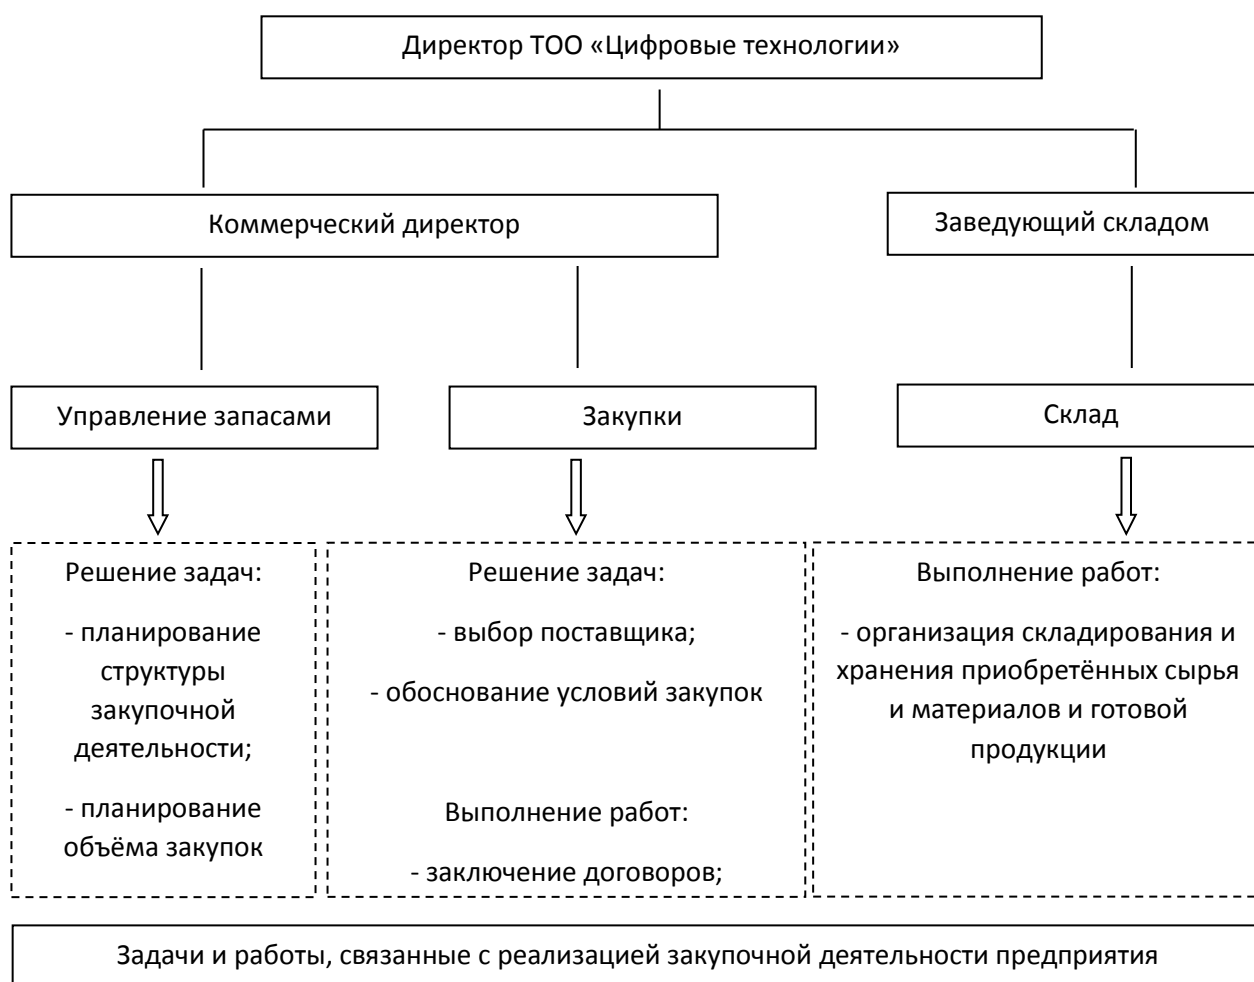 Директор ТОО «Цифровые технологии»
Коммерческий директор
Заведующий складом
Управление запасами
Закупки
Склад
Решение задач:
- планирование
структуры
закупочной
деятельности;
- планирование
объёма закупок
Решение задач:
- выбор поставщика;
- обоснование условий закупок
Выполнение работ:
- заключение договоров;
Выполнение работ:
- организация складирования и
хранения приобретённых сырья
и материалов и готовой
продукции
Задачи и работы, связанные с реализацией закупочной деятельности предприятия